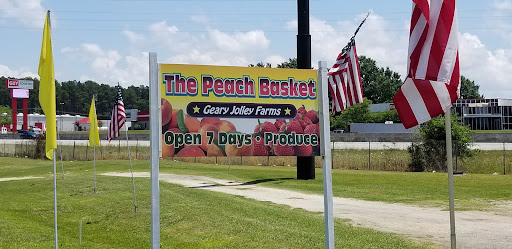 The Peach Basket
Geary Jolley Farms
Open 7 Days • Produce